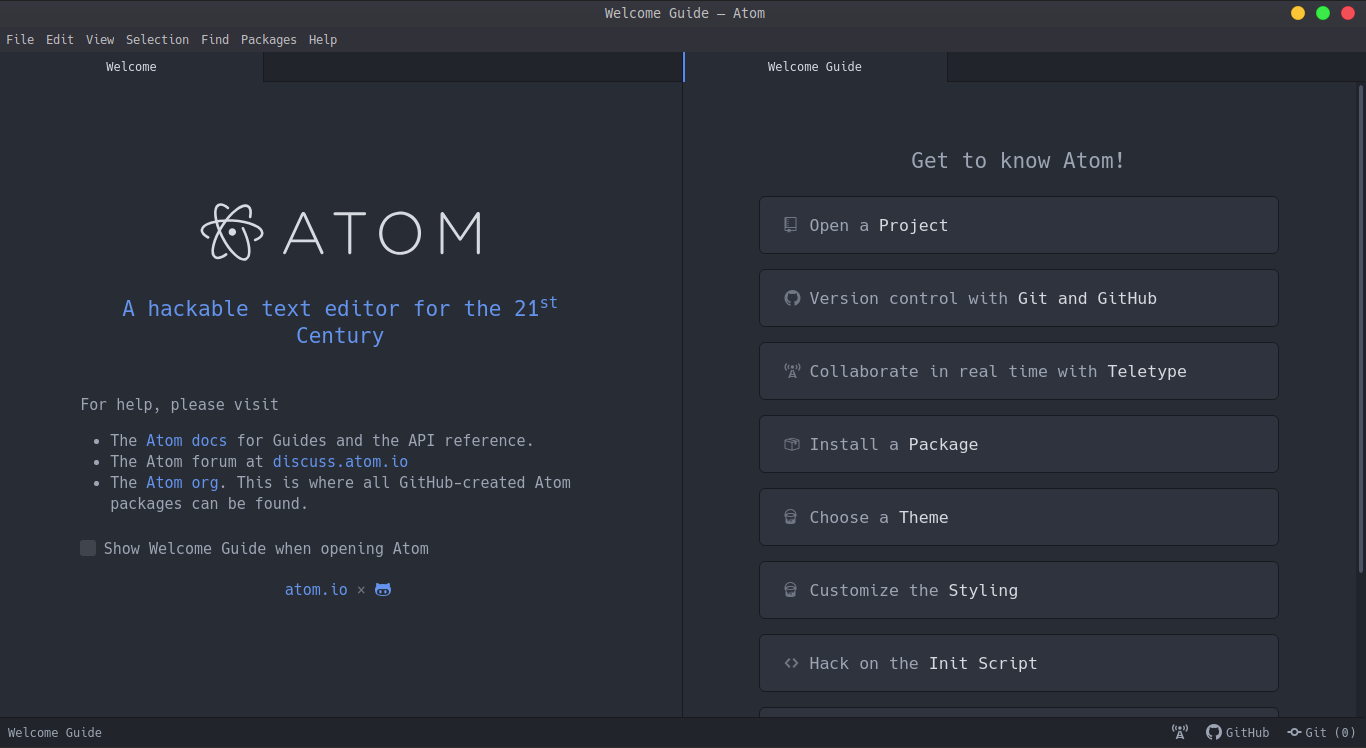 Welcome Guide — Atom
File Edit View Selection Find Packages Help
Welcome
Welcome Guide
ATOM
A hackable text editor for the 21st
Century
For help, please visit
• The Atom docs for Guides and the API reference.
• The Atom forum at discuss.atom.io
• The Atom org. This is where all GitHub-created Atom
packages can be found.
Show Welcome Guide when opening Atom
atom.io ×
Get to know Atom!
Open a Project
Version control with Git and GitHub
Collaborate in real time with Teletype
Install a Package
Choose a Theme
Customize the Styling
Hack on the Init Script
Welcome Guide
GitHub
Git (0)